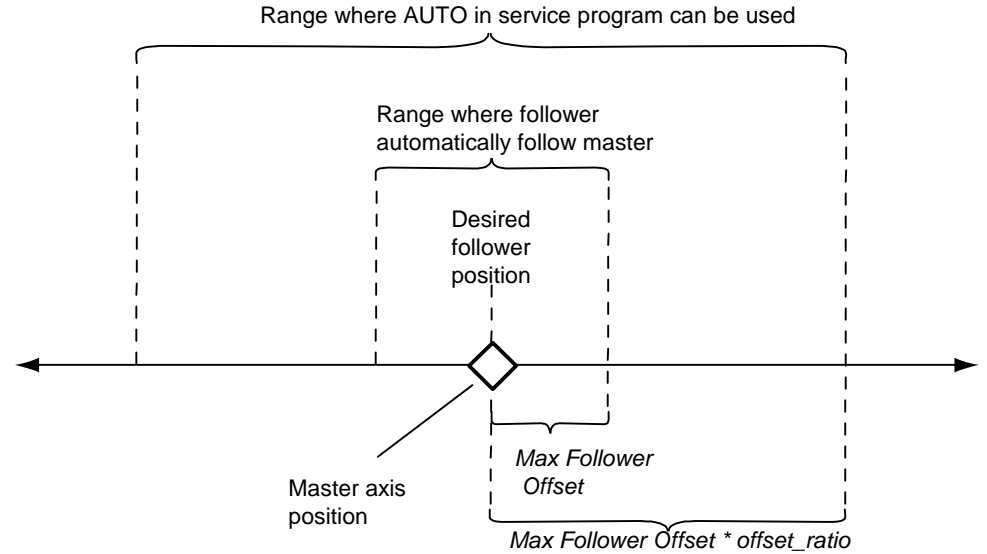 Range where AUTO in service program can be used
Range where follower
automatically follow master
Desired
follower
position
Max Follower
Offset
Master axis
position
Max Follower Offset * offset_ratio